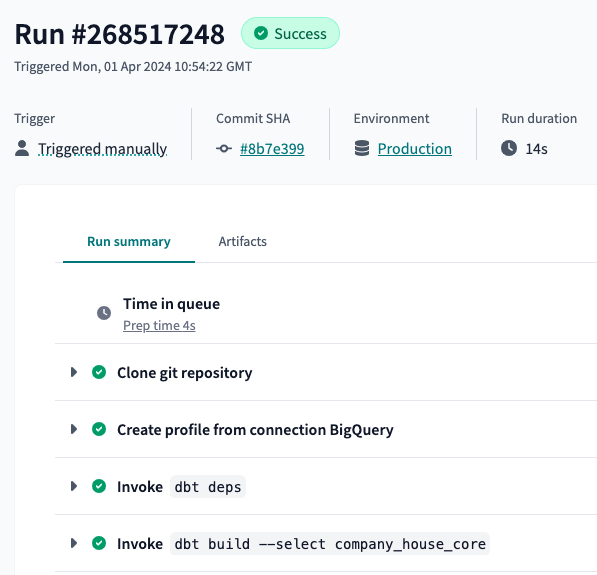 Run #268517248 Success
Triggered Mon, 01 Apr 2024 10:54:22 GMT
Trigger Commit SHA Environment Run duration
Triggered manually #8b7e399 Production 14s
Run summary Artifacts
Time in queue
Prep time 4s
Clone git repository
Create profile from connection BigQuery
Invoke dbt deps
Invoke dbt build --select company_house_core